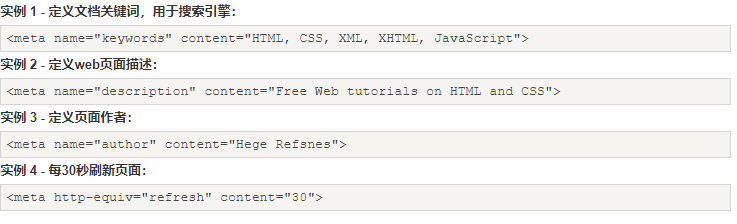 实例 1 - 定义文档关键词，用于搜索引擎：
<meta name="keywords" content="HTML, CSS, XML, XHTML, JavaScript">
实例 2 - 定义web页面描述：
<meta name="description" content="Free Web tutorials on HTML and CSS">
实例 3 - 定义页面作者：
<meta name="author" content="Hege Refsnes">
实例 4 - 每30秒刷新页面：
<meta http-equiv="refresh" content="30">